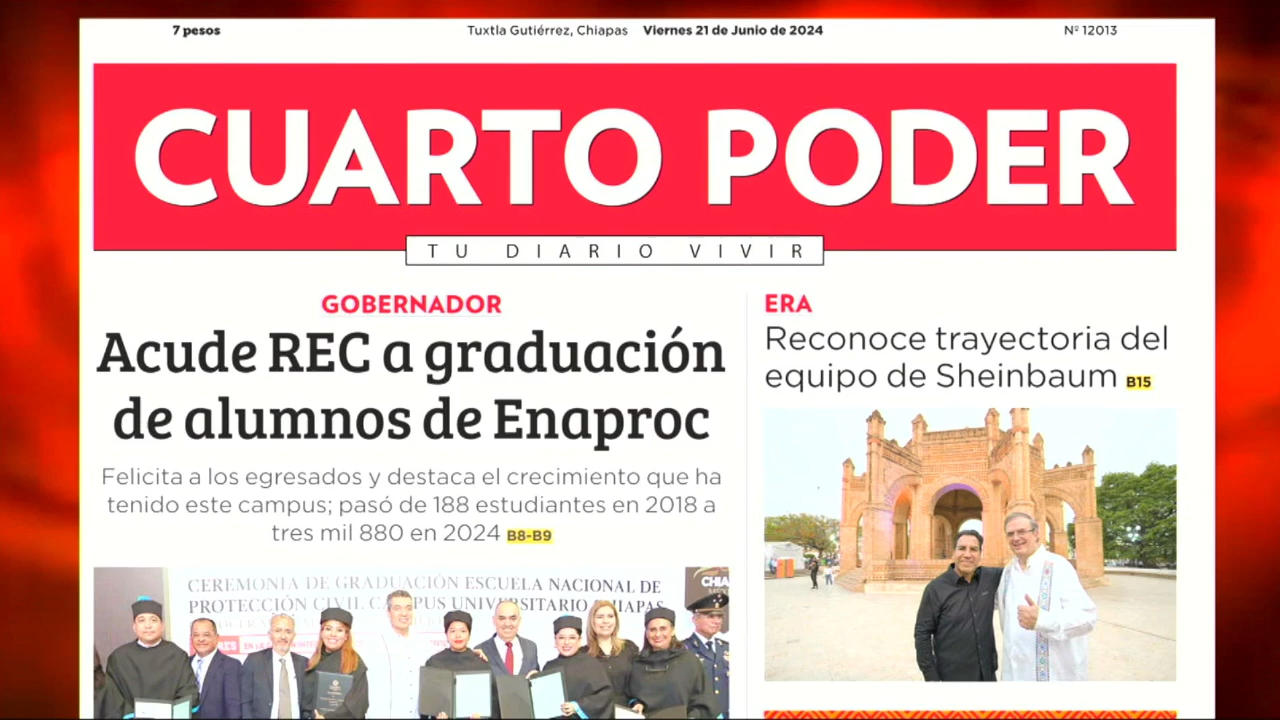 7 pesos
Tuxtla Gutiérrez, Chiapas Viernes 21 de Junio de 2024
Nº 12013
CUARTO PODER
TU DIARIO VIVIR
GOBERNADOR
Acude REC a graduación
de alumnos de Enaproc
Felicita a los egresados y destaca el crecimiento que ha
tenido este campus; pasó de 188 estudiantes en 2018 a
tres mil 880 en 2024 B8-B9
CEREMONIA DE GRADUACIÓN ESCUELA NACIONAL DE
PROTECCIÓN CIVIL CAMPUS UNIVERSITARIO CHIAPAS
ERA
Reconoce trayectoria del
equipo de Sheinbaum B15